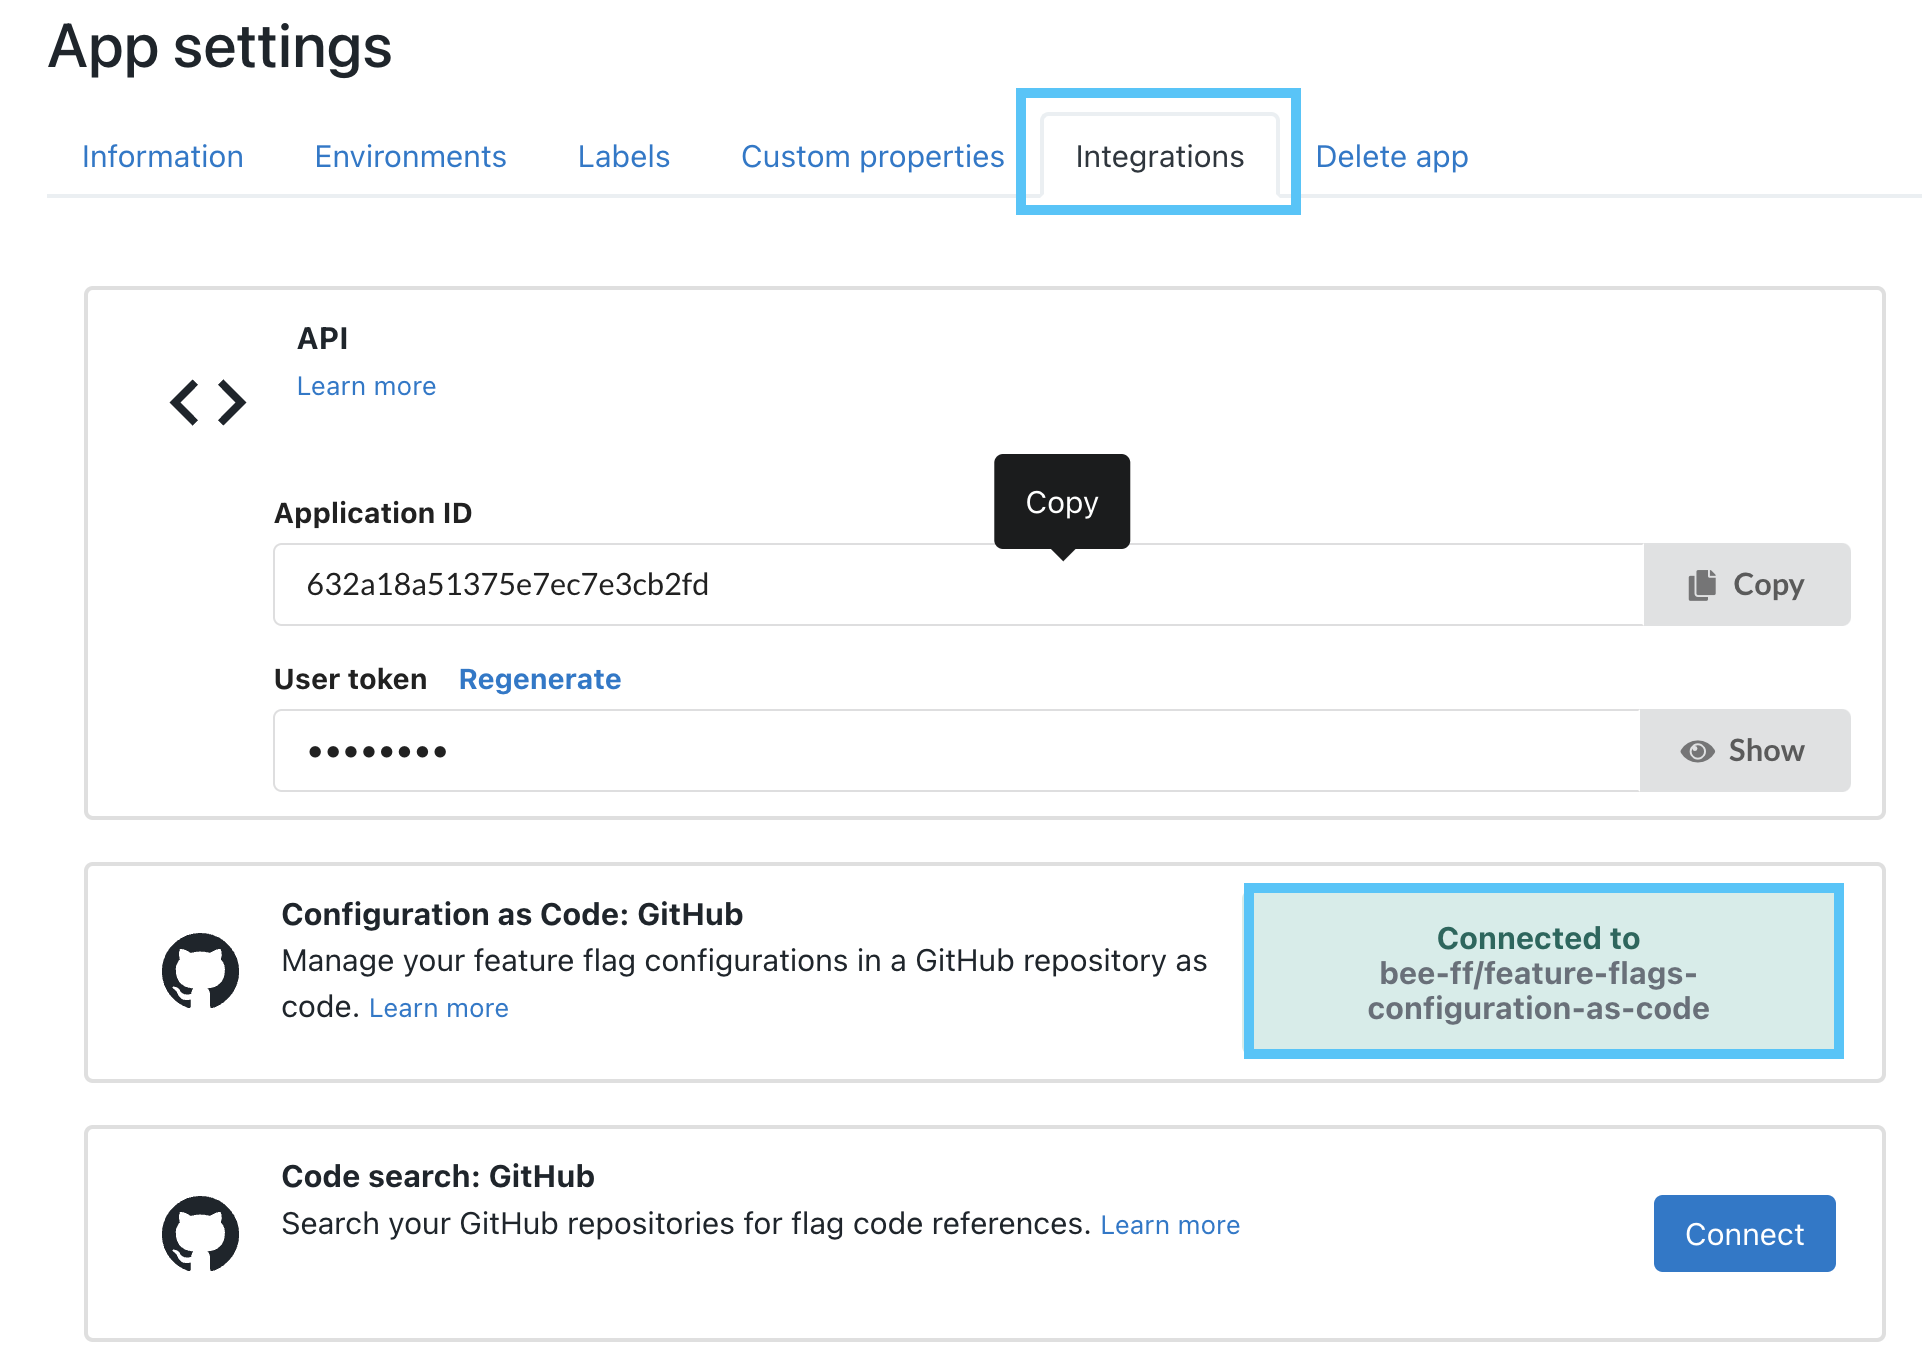 App settings
Information Environments Labels Custom properties Integrations Delete app
API
Learn more
Copy
Application ID
632a18a51375e7ec7e3cb2fd Copy
User token Regenerate
•••••••• Show
Configuration as Code: GitHub
Manage your feature flag configurations in a GitHub repository as
code. Learn more
Connected to
bee-ff/feature-flags-
configuration-as-code
Code search: GitHub
Search your GitHub repositories for flag code references. Learn more
Connect